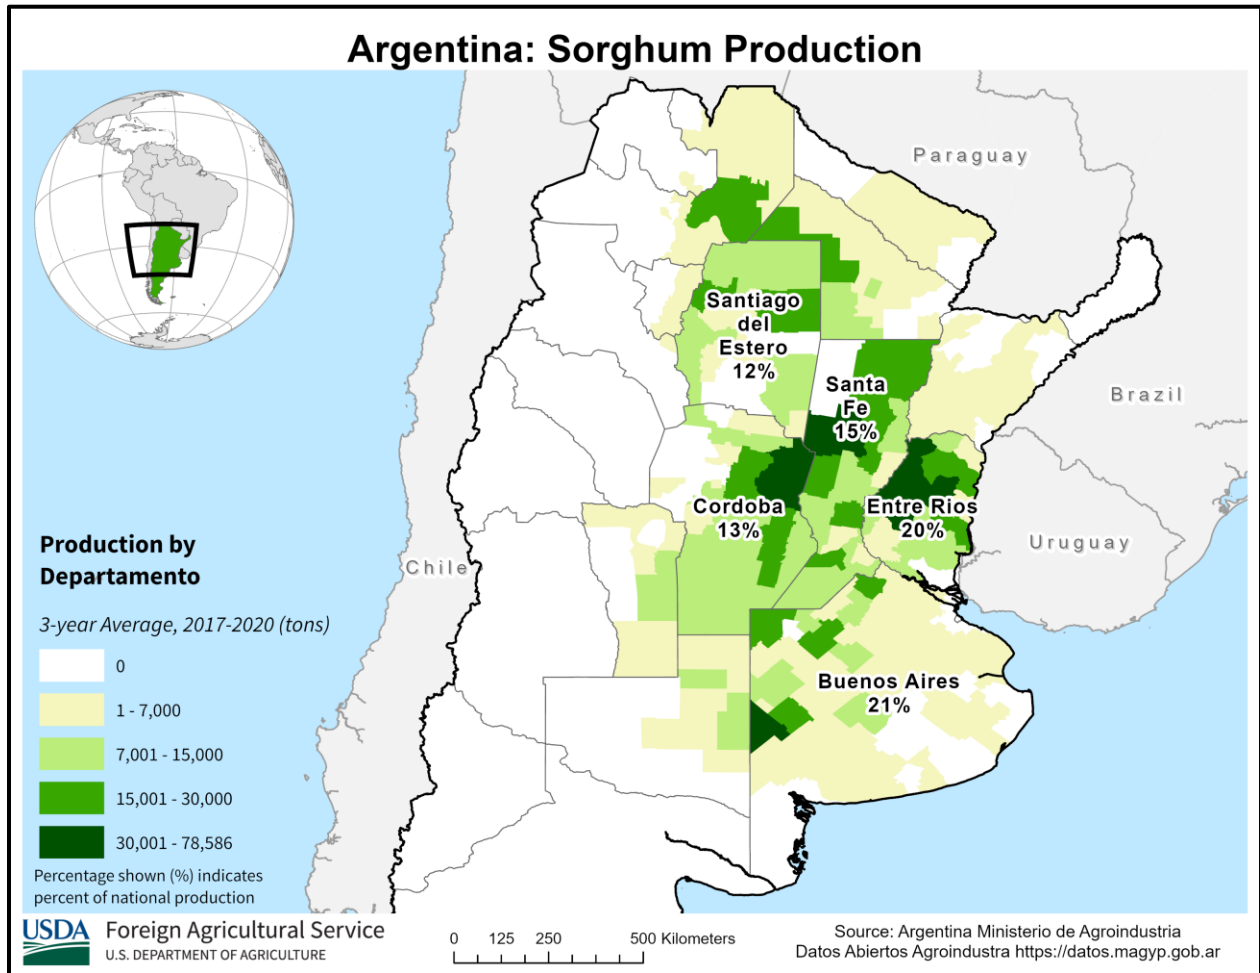 Argentina: Sorghum Production
Paraguay
Brazil
Uruguay
Chile
Santiago
del
Estero
12%
Santa
Fe
15%
Cordoba
13%
Entre Rios
20%
Buenos Aires
21%
Production by
Departamento
3-year Average, 2017-2020 (tons)
0
1 - 7,000
7,001 - 15,000
15,001 - 30,000
30,001 - 78,586
Percentage shown (%) indicates
percent of national production
USDA
Foreign Agricultural Service
U.S. DEPARTMENT OF AGRICULTURE
0 125 250 500 Kilometers
Source: Argentina Ministerio de Agroindustria
Datos Abiertos Agroindustra https://datos.magyp.gob.ar